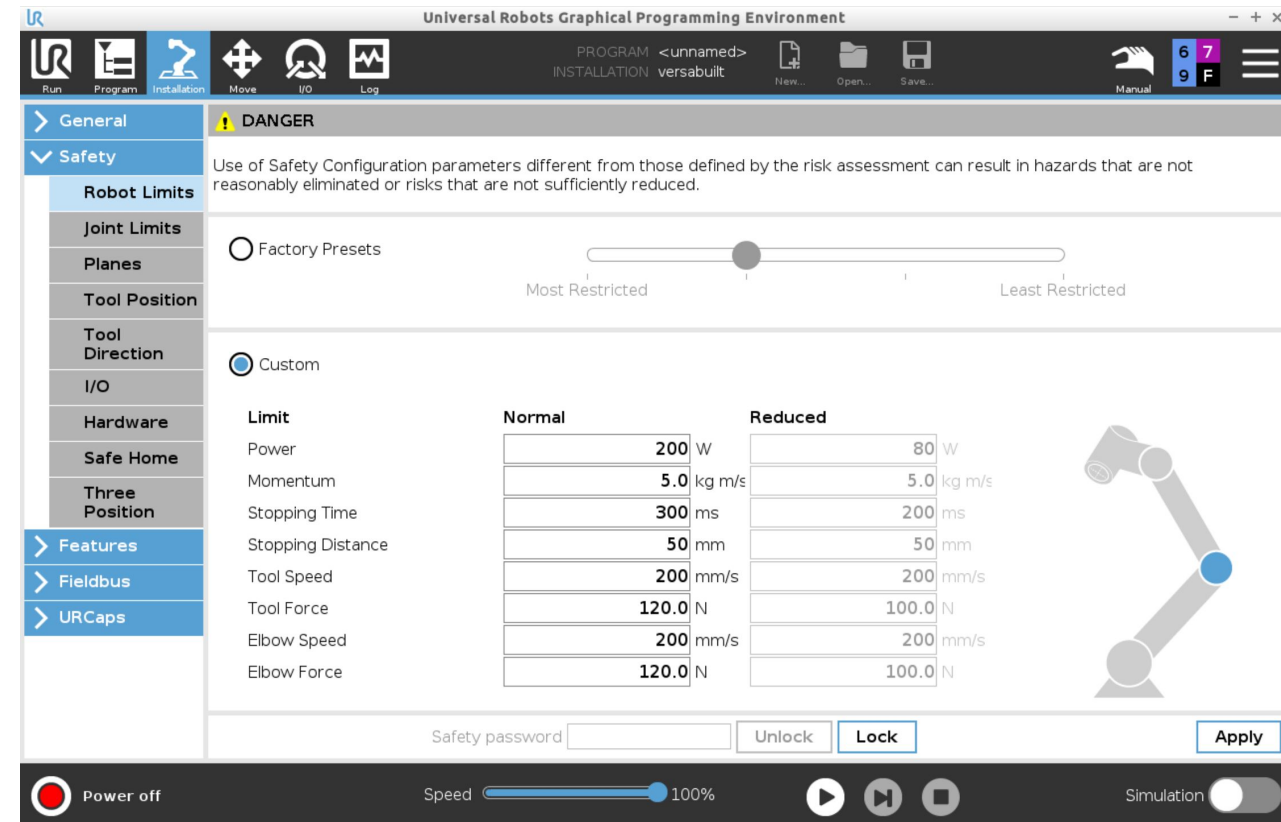 Universal Robots Graphical Programming Environment
UR
Run
Program
Installation
Move
I/O
Log
PROGRAM <unnamed>
INSTALLATION versabuilt
New...
Open...
Save...
Manual
6 7
9 F
General
Safety
Robot Limits
Joint Limits
Planes
Tool Position
Tool
Direction
I/O
Hardware
Safe Home
Three
Position
Features
Fieldbus
URCaps
DANGER
Use of Safety Configuration parameters different from those defined by the risk assessment can result in hazards that are not
reasonably eliminated or risks that are not sufficiently reduced.
Factory Presets
Most Restricted Least Restricted
Custom
Limit Normal Reduced
Power 200 W 80 W
Momentum 5.0 kg m/s 5.0 kg m/s
Stopping Time 300 ms 200 ms
Stopping Distance 50 mm 50 mm
Tool Speed 200 mm/s 200 mm/s
Tool Force 120.0 N 100.0 N
Elbow Speed 200 mm/s 200 mm/s
Elbow Force 120.0 N 100.0 N
Safety password Unlock Lock Apply
Power off Speed 100% Simulation